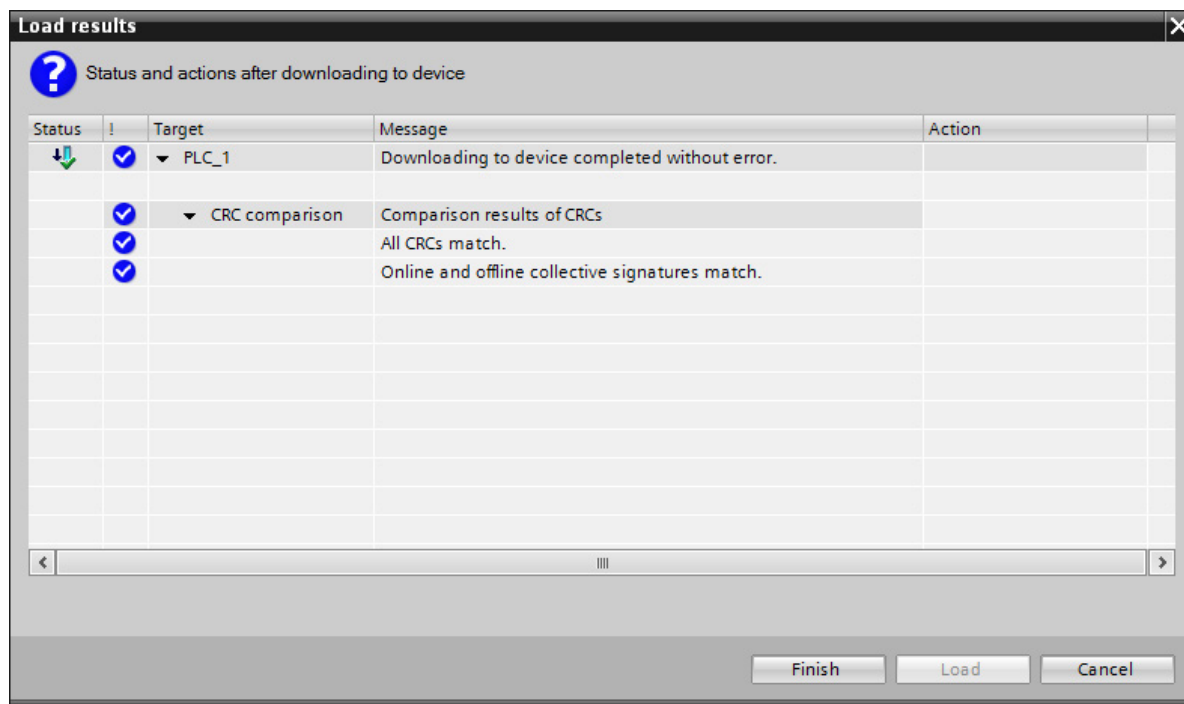 Load results
Status and actions after downloading to device
Status ! Target Message Action
PLC_1 Downloading to device completed without error.
CRC comparison Comparison results of CRCs
All CRCs match.
Online and offline collective signatures match.
Finish Load Cancel